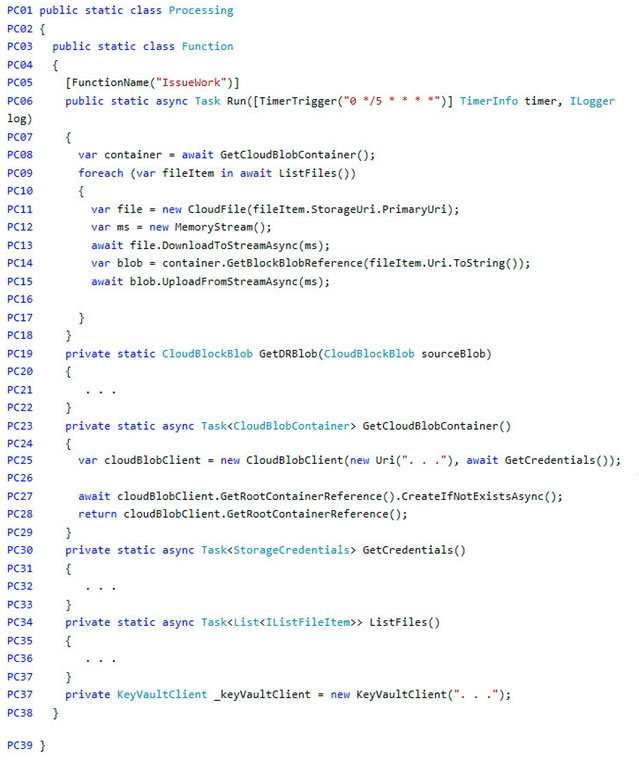 PC01 public static class Processing
PC02 {
PC03 public static class Function
PC04 {
PC05 [FunctionName("IssueWork")]
PC06 public static async Task Run([TimerTrigger("0 */5 * * * *")] TimerInfo timer, ILogger
log)
PC07 {
PC08 var container = await GetCloudBlobContainer();
PC09 foreach (var fileItem in await ListFiles())
PC10 {
PC11 var file = new CloudFile(fileItem.StorageUri.PrimaryUri);
PC12 var ms = new MemoryStream();
PC13 await file.DownloadToStreamAsync(ms);
PC14 var blob = container.GetBlockBlobReference(fileItem.Uri.ToString());
PC15 await blob.UploadFromStreamAsync(ms);
PC16
PC17 }
PC18 }
PC19 private static CloudBlockBlob GetDRBlob(CloudBlockBlob sourceBlob)
PC20 {
PC21 . . .
PC22 }
PC23 private static async Task<CloudBlobContainer> GetCloudBlobContainer()
PC24 {
PC25 var cloudBlobClient = new CloudBlobClient(new Uri(". . ."), await GetCredentials());
PC26
PC27 await cloudBlobClient.GetRootContainerReference().CreateIfNotExistsAsync();
PC28 return cloudBlobClient.GetRootContainerReference();
PC29 }
PC30 private static async Task<StorageCredentials> GetCredentials()
PC31 {
PC32 . . .
PC33 }
PC34 private static async Task<List<IListFileItem>> ListFiles()
PC35 {
PC36 . . .
PC37 }
PC37 private KeyVaultClient _keyVaultClient = new KeyVaultClient(". . .");
PC38 }
PC39 }